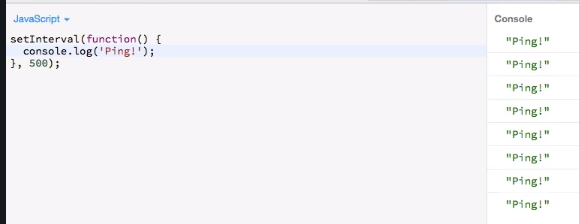 JavaScript
setInterval(function() {
  console.log('Ping!');
}, 500);
Console
"Ping!"
"Ping!"
"Ping!"
"Ping!"
"Ping!"
"Ping!"
"Ping!"
"Ping!"